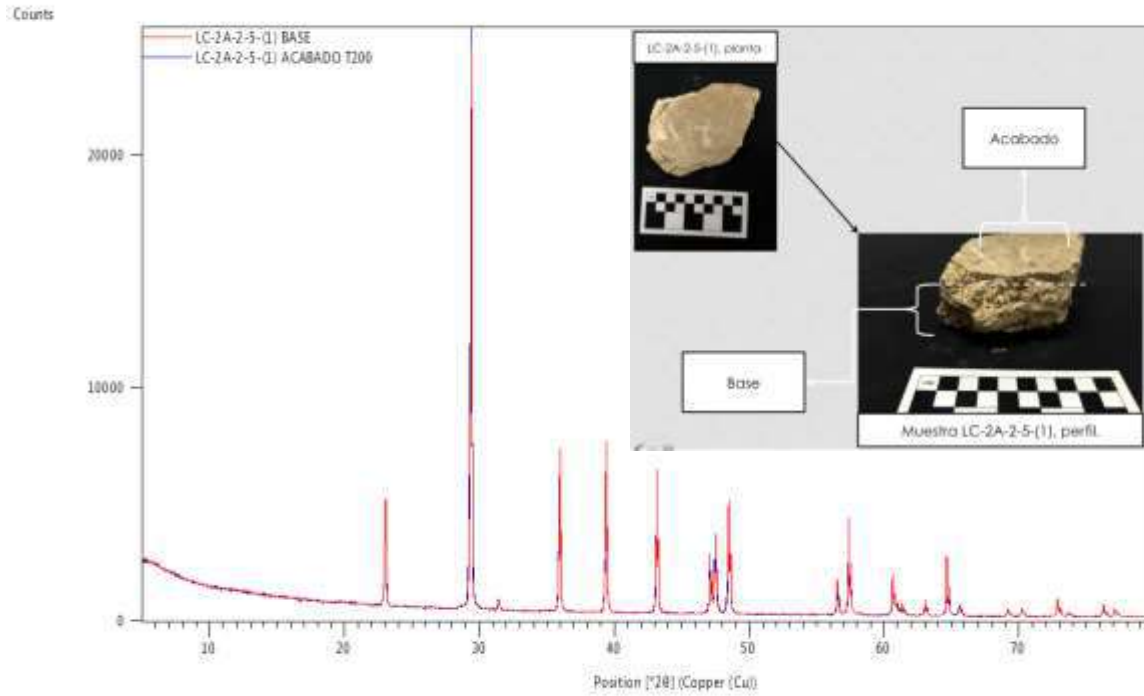 Counts
LC-2A-2-5-(1) BASE
LC-2A-2-5-(1) ACABADO T200
LC-2A-2-5-(1), planta
Acabado
20000
10000
Base
Muestra LC-2A-2-5-(1), perfil.
0
10
20
30
40
50
60
70
Position [°2θ] (Copper (Cu))